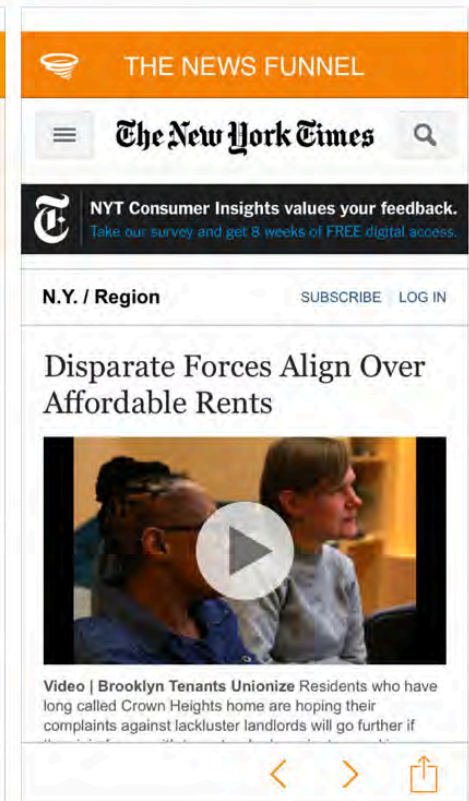 THE NEWS FUNNEL
The New York Times
NYT Consumer Insights values your feedback.
Take our survey and get 8 weeks of FREE digital access.
N.Y. / Region SUBSCRIBE LOG IN
Disparate Forces Align Over
Affordable Rents
Video | Brooklyn Tenants Unionize Residents who have
long called Crown Heights home are hoping their
complaints against lackluster landlords will go further if